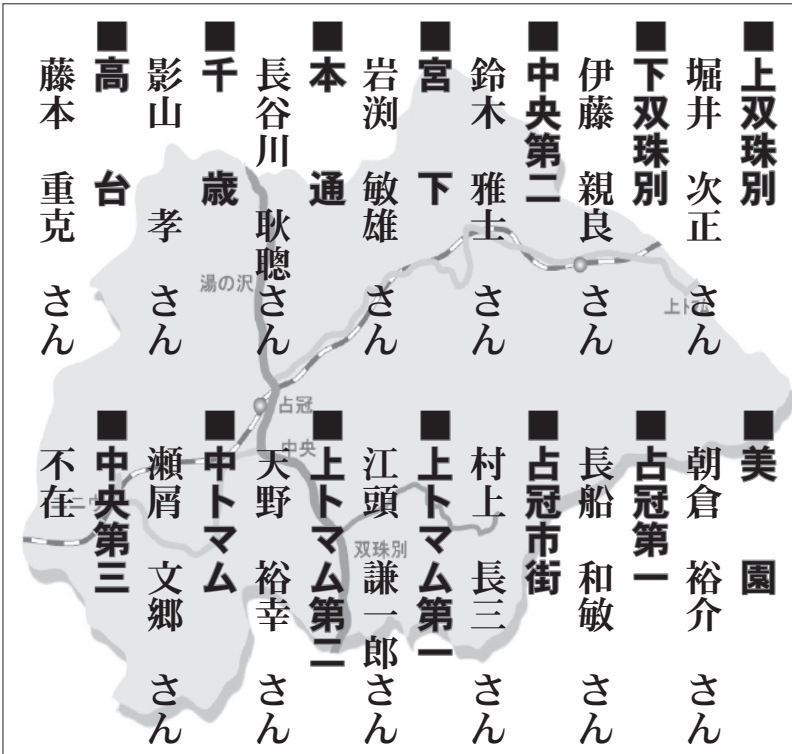 ■上双珠別
堀井 次正 さん
■下双珠別
伊藤 親良 さん
■中央第二
鈴木 雅士 さん
■宮 下
岩渕 敏雄 さん
■本 通
長谷川 耿聰さん
■千 歳
影山 孝 さん
■高 台
藤本 重克 さん
■美 園
朝倉 裕介 さん
■占冠第一
長船 和敏 さん
■占冠市街
村上 長三 さん
■上トマム第一
江頭 謙一郎さん
■上トマム第二
天野 裕幸 さん
■中トマム
瀬屑 文郷 さん
■中央第三
不在
湯の沢
上トマム
占冠
中央
双珠別
ニニウ